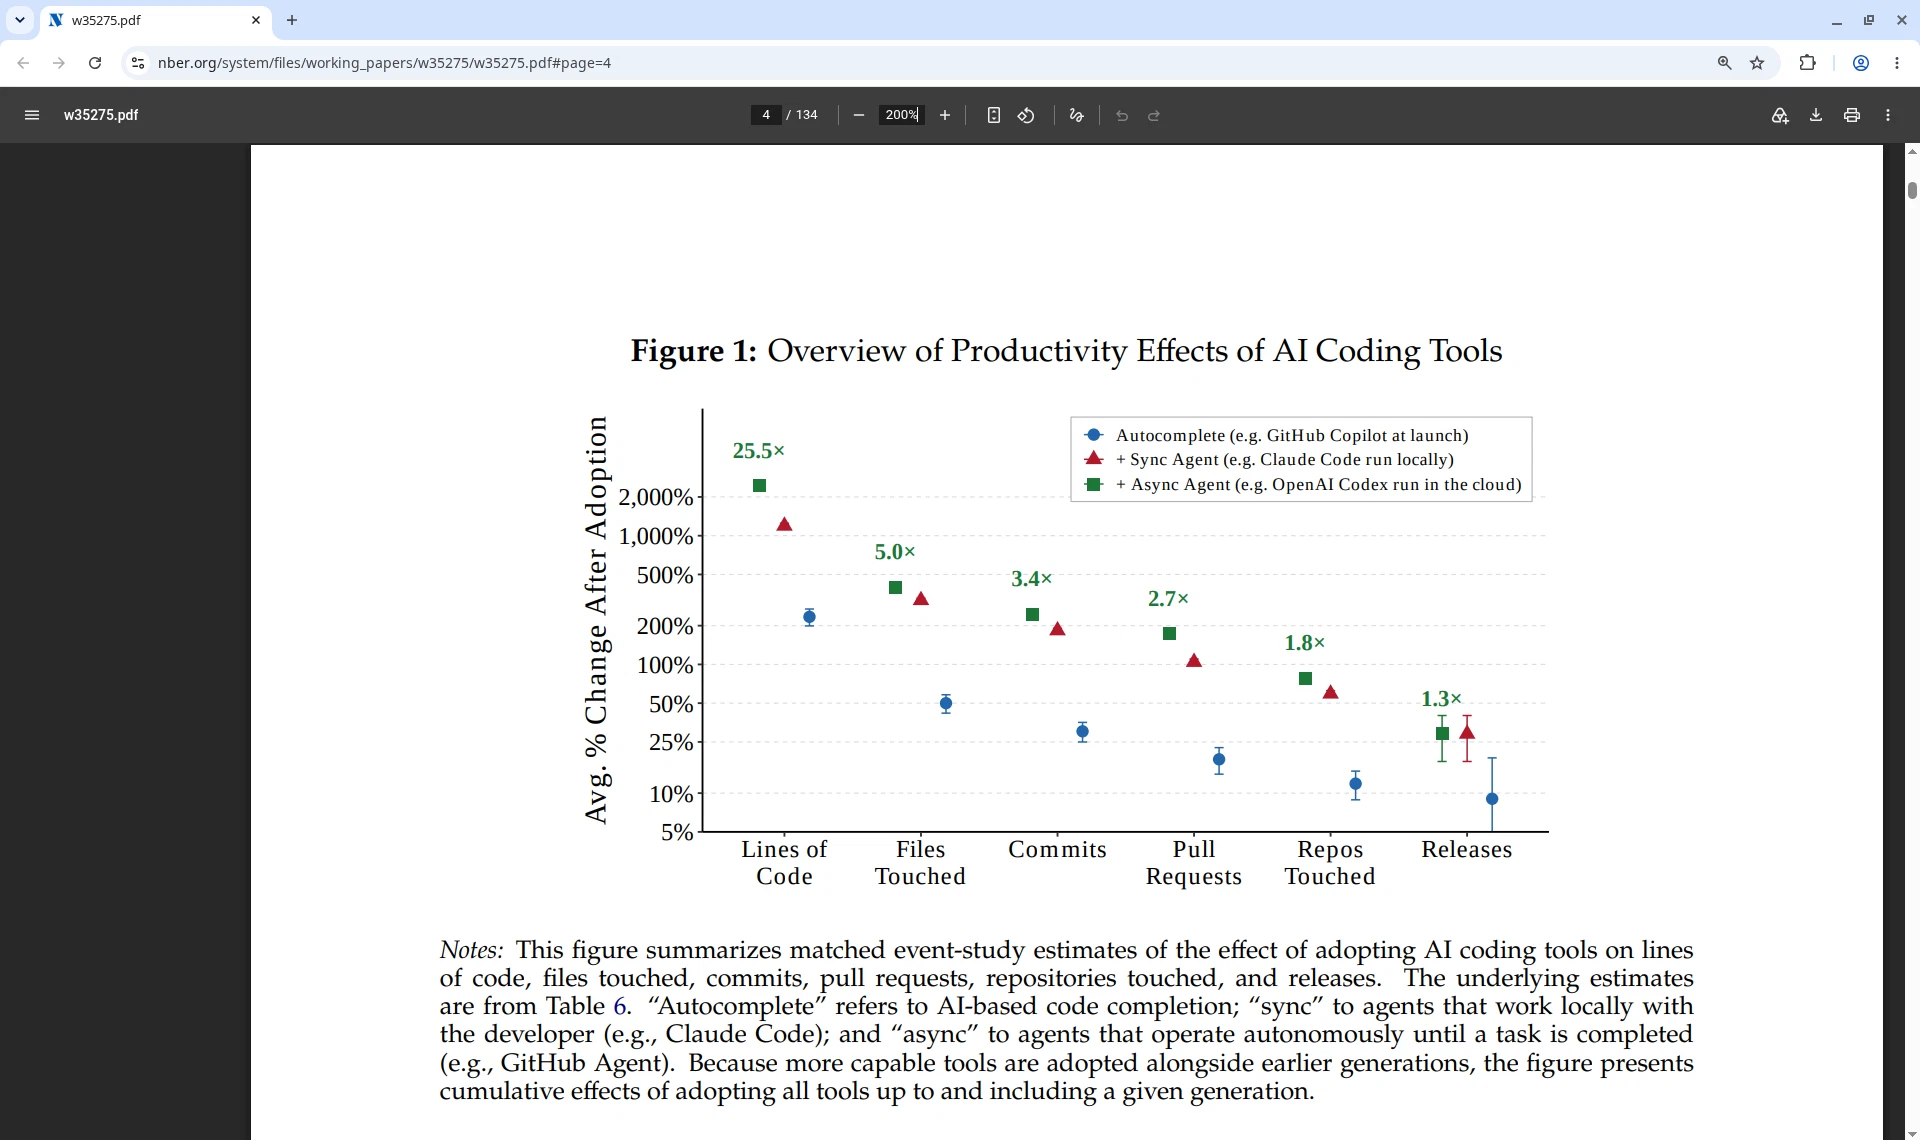 w35275.pdf
nber.org/system/files/working_papers/w35275/w35275.pdf#page=4
w35275.pdf
4 / 134
200%
Figure 1: Overview of Productivity Effects of AI Coding Tools
Avg. % Change After Adoption
2,000%
1,000%
500%
200%
100%
50%
25%
10%
5%
25.5×
5.0×
3.4×
2.7×
1.8×
1.3×
Autocomplete (e.g. GitHub Copilot at launch)
+ Sync Agent (e.g. Claude Code run locally)
+ Async Agent (e.g. OpenAI Codex run in the cloud)
Lines of
Code
Files
Touched
Commits
Pull
Requests
Repos
Touched
Releases
Notes: This figure summarizes matched event-study estimates of the effect of adopting AI coding tools on lines
of code, files touched, commits, pull requests, repositories touched, and releases. The underlying estimates
are from Table 6. “Autocomplete” refers to AI-based code completion; “sync” to agents that work locally with
the developer (e.g., Claude Code); and “async” to agents that operate autonomously until a task is completed
(e.g., GitHub Agent). Because more capable tools are adopted alongside earlier generations, the figure presents
cumulative effects of adopting all tools up to and including a given generation.